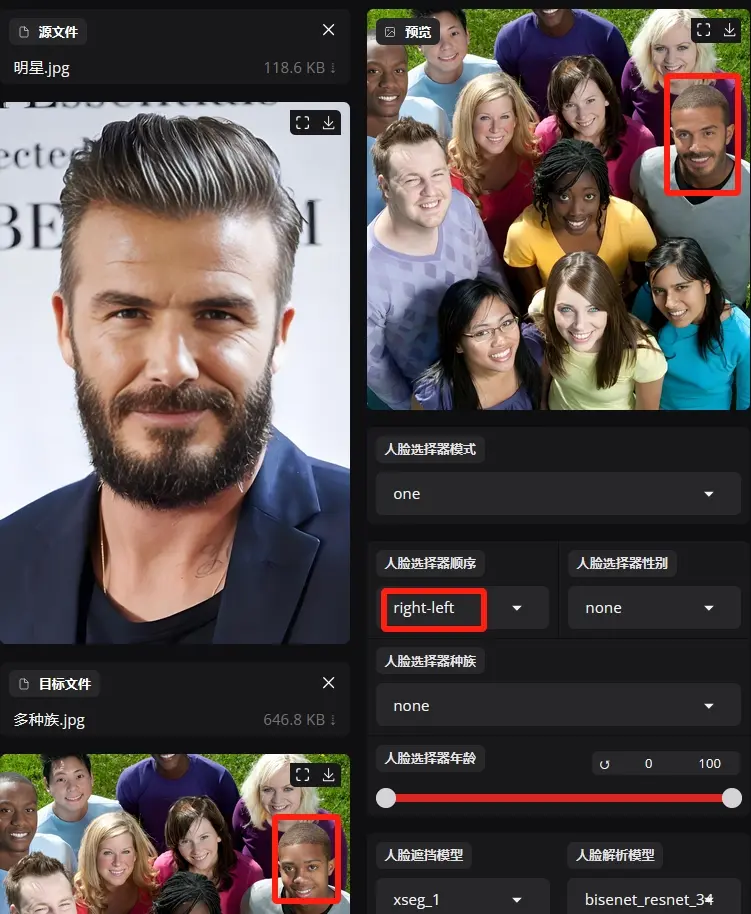 源文件
明星.jpg
118.6 KB ↓
ected
BE
M
目标文件
多种族.jpg
646.8 KB ↓
预览
人脸选择器模式
one
人脸选择器顺序
right-left
人脸选择器性别
none
人脸选择器种族
none
人脸选择器年龄
0
100
人脸遮挡模型
xseg_1
人脸解析模型
bisenet_resnet_34